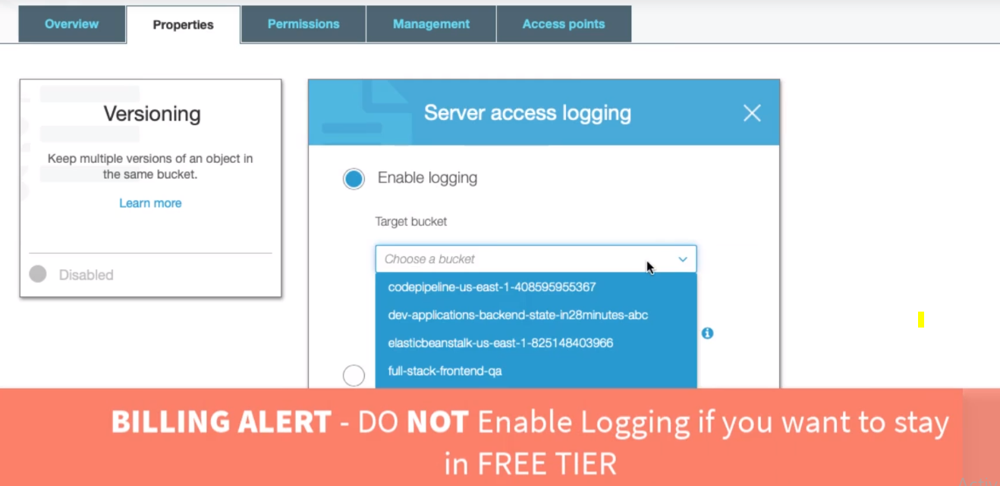 Overview
Properties
Permissions
Management
Access points
Versioning
Keep multiple versions of an object in
the same bucket.
Learn more
Disabled
Server access logging
Enable logging
Target bucket
Choose a bucket
codepipeline-us-east-1-408595955367
dev-applications-backend-state-in28minutes-abc
elasticbeanstalk-us-east-1-825148403966
full-stack-frontend-qa
BILLING ALERT - DO NOT Enable Logging if you want to stay
in FREE TIER